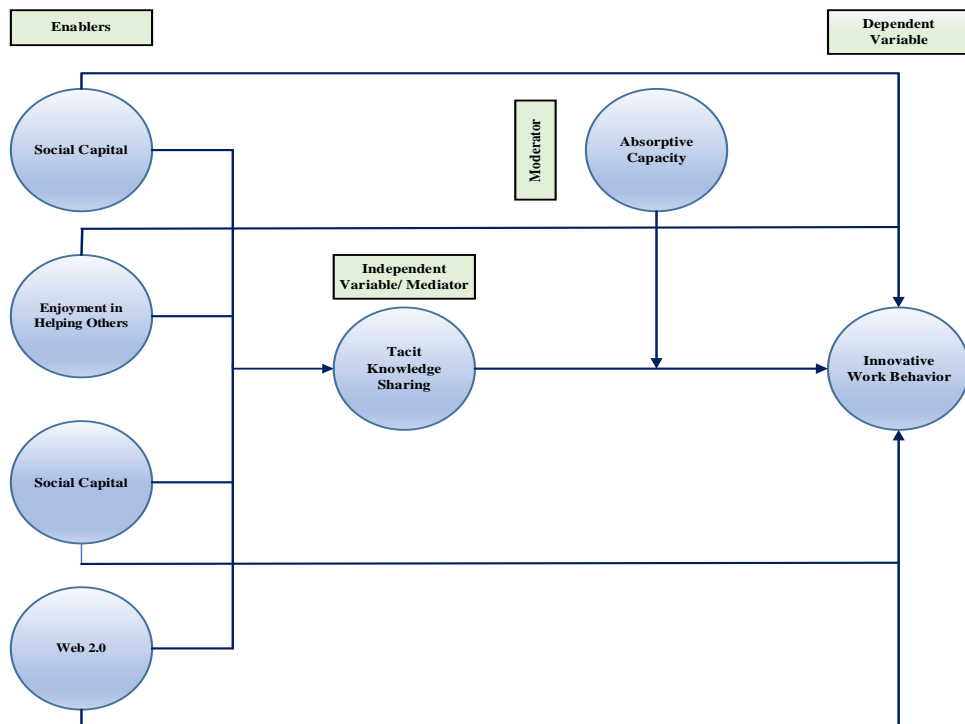 Enablers
Dependent
Variable
Social Capital
Moderator
Absorptive
Capacity
Independent
Variable/ Mediator
Enjoyment in
Helping Others
Tacit
Knowledge
Sharing
Innovative
Work Behavior
Social Capital
Web 2.0